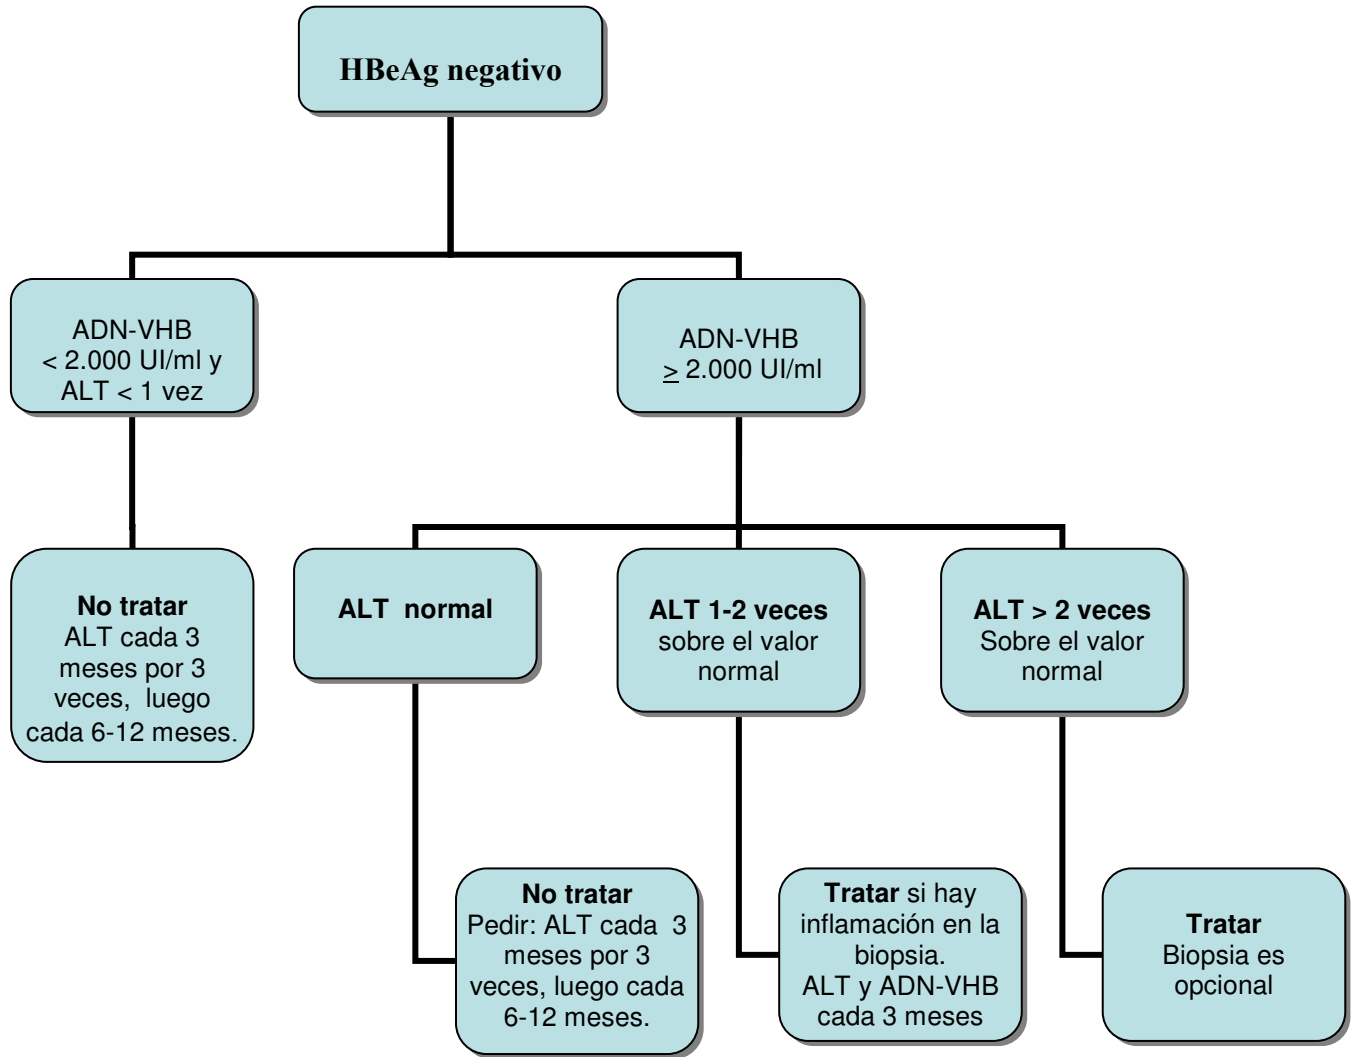 HBeAg negativo
ADN-VHB
< 2.000 UI/ml y
ALT < 1 vez
ADN-VHB
≥ 2.000 UI/ml
No tratar
ALT cada 3
meses por 3
veces, luego
cada 6-12 meses.
ALT normal
ALT 1-2 veces
sobre el valor
normal
ALT > 2 veces
Sobre el valor
normal
No tratar
Pedir: ALT cada 3
meses por 3
veces, luego cada
6-12 meses.
Tratar si hay
inflamación en la
biopsia.
ALT y ADN-VHB
cada 3 meses
Tratar
Biopsia es
opcional